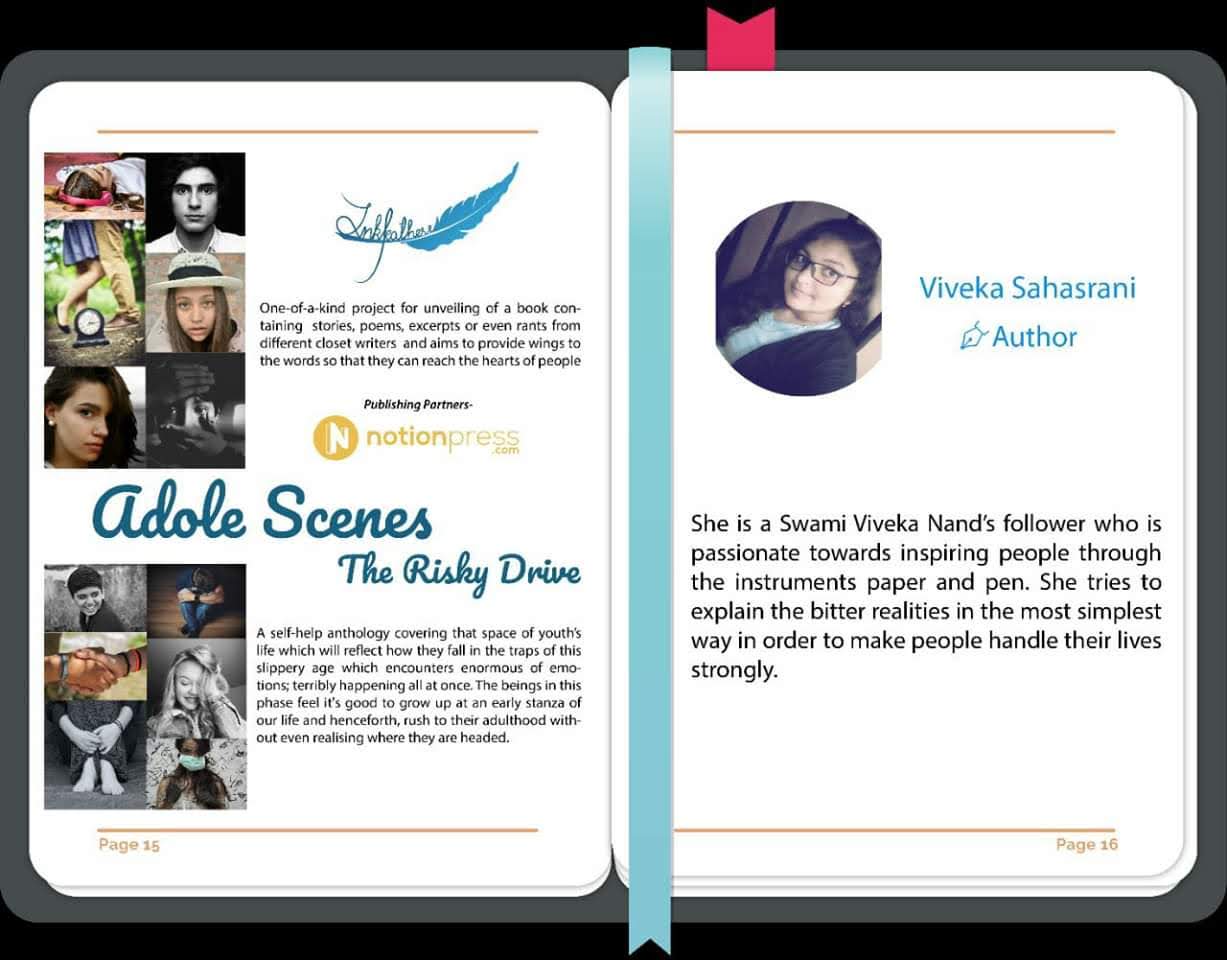 Inkfeathers
One-of-a-kind project for unveiling of a book con-
taining stories, poems, excerpts or even rants from
different closet writers and aims to provide wings to
the words so that they can reach the hearts of people
Publishing Partners-
N notionpress
.com
Adole Scenes
The Risky Drive
A self-help anthology covering that space of youth's
life which will reflect how they fall in the traps of this
slippery age which encounters enormous of emo-
tions; terribly happening all at once. The beings in this
phase feel it's good to grow up at an early stanza of
our life and henceforth, rush to their adulthood with-
out even realising where they are headed.
Page 15
Viveka Sahasrani
Author
She is a Swami Viveka Nand's follower who is
passionate towards inspiring people through
the instruments paper and pen. She tries to
explain the bitter realities in the most simplest
way in order to make people handle their lives
strongly.
Page 16